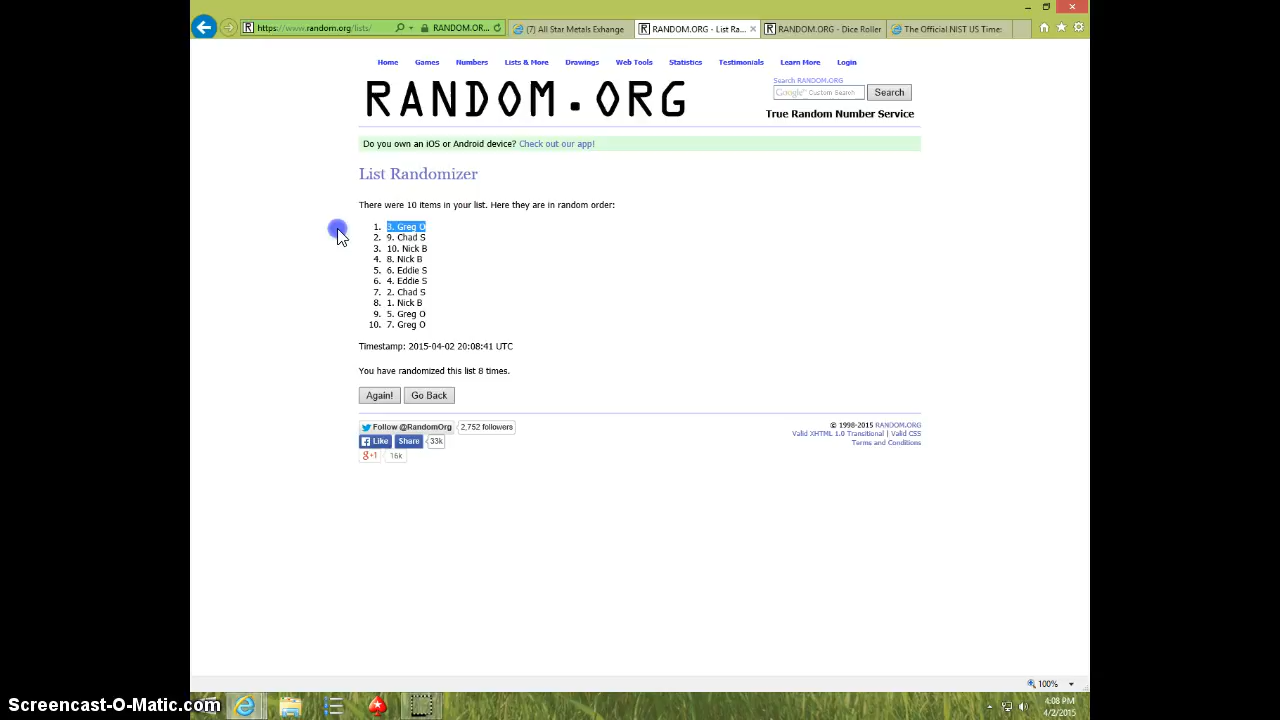 https://www.random.org/lists/
RANDOM.OR...
(7) All Star Metals Exhange
RANDOM.ORG - List Ra...
RANDOM.ORG - Dice Roller
The Official NIST US Time:
Home Games Numbers Lists & More Drawings Web Tools Statistics Testimonials Learn More Login
Search RANDOM.ORG
Google™ Custom Search
Search
RANDOM.ORG
True Random Number Service
Do you own an iOS or Android device? Check out our app!
List Randomizer
There were 10 items in your list. Here they are in random order:
1. 3. Greg O
2. 9. Chad S
3. 10. Nick B
4. 8. Nick B
5. 6. Eddie S
6. 4. Eddie S
7. 2. Chad S
8. 1. Nick B
9. 5. Greg O
10. 7. Greg O
Timestamp: 2015-04-02 20:08:41 UTC
You have randomized this list 8 times.
Again! Go Back
Follow @RandomOrg 2,752 followers
Like Share 33k
g+1 16k
© 1998-2015 RANDOM.ORG
Valid XHTML 1.0 Transitional | Valid CSS
Terms and Conditions
100%
4:08 PM
4/2/2015
Screencast-O-Matic.com